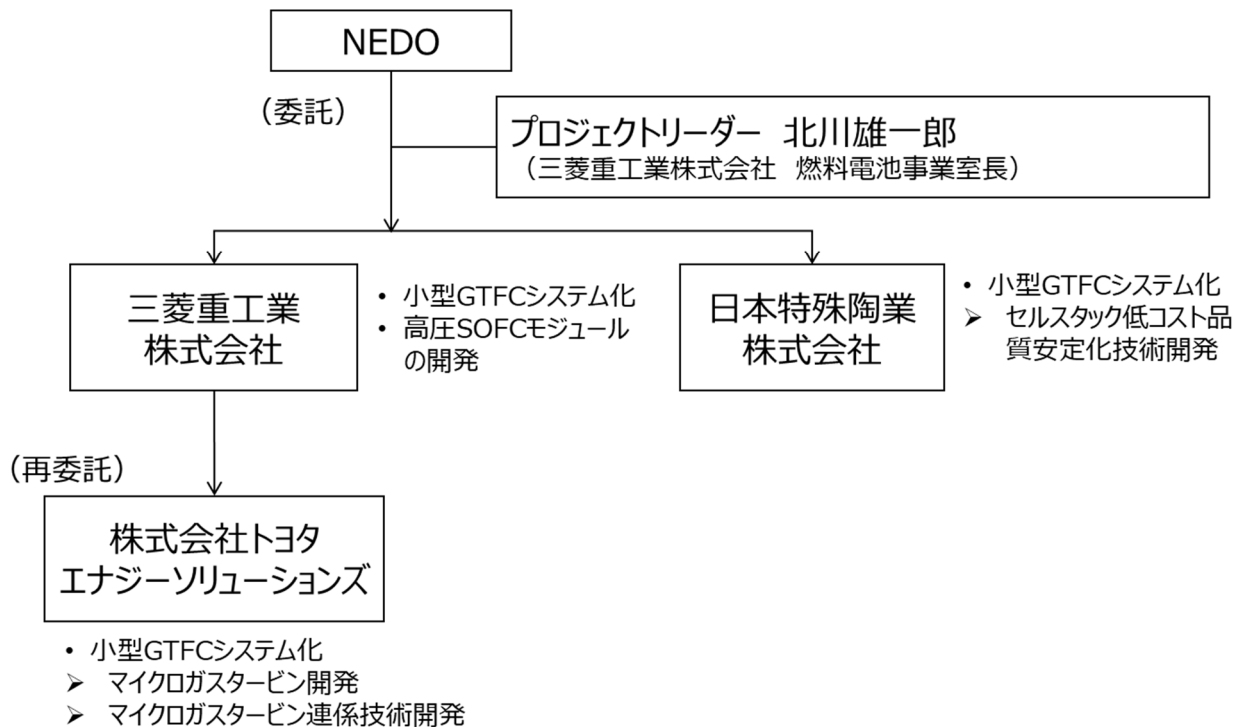 NEDO
（委託）
プロジェクトリーダー　北川雄一郎
（三菱重工業株式会社　燃料電池事業室長）
三菱重工業
株式会社
• 小型GTFCシステム化
• 高圧SOFCモジュール
の開発
日本特殊陶業
株式会社
• 小型GTFCシステム化
➢ セルスタック低コスト品
質安定化技術開発
（再委託）
株式会社トヨタ
エナジーソリューションズ
• 小型GTFCシステム化
➢ マイクロガスタービン開発
➢ マイクロガスタービン連係技術開発